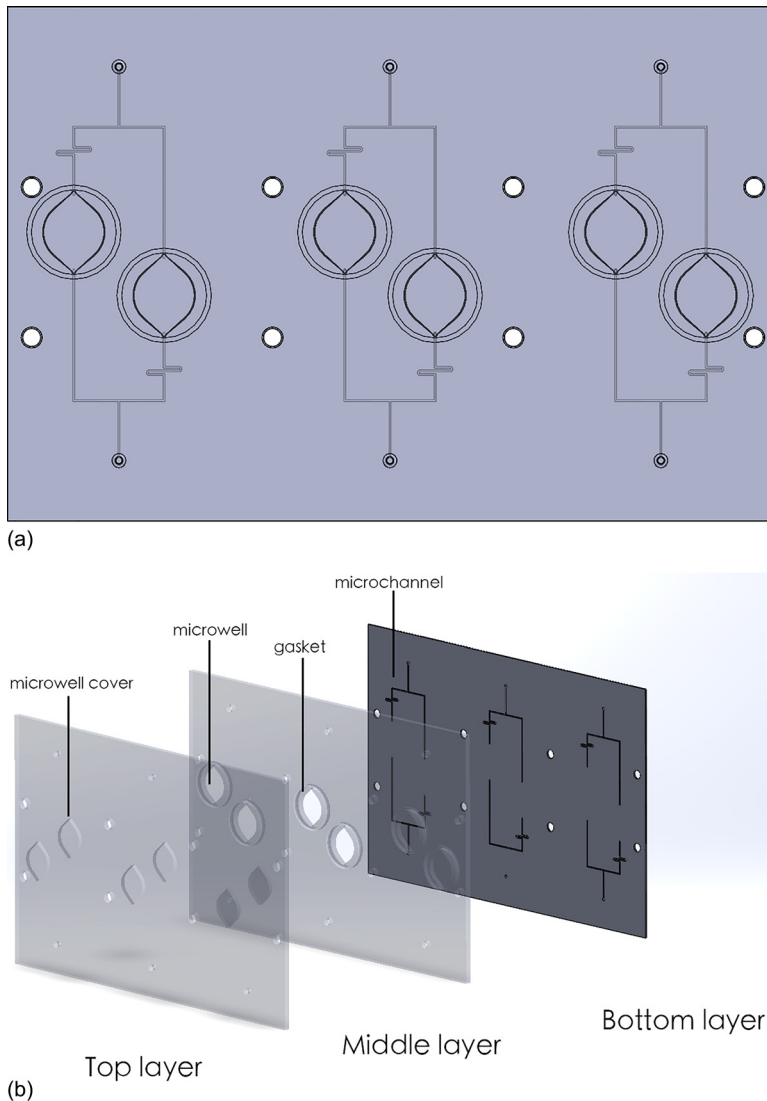 (a)
microchannel
microwell
gasket
microwell cover
Bottom layer
Middle layer
Top layer
(b)